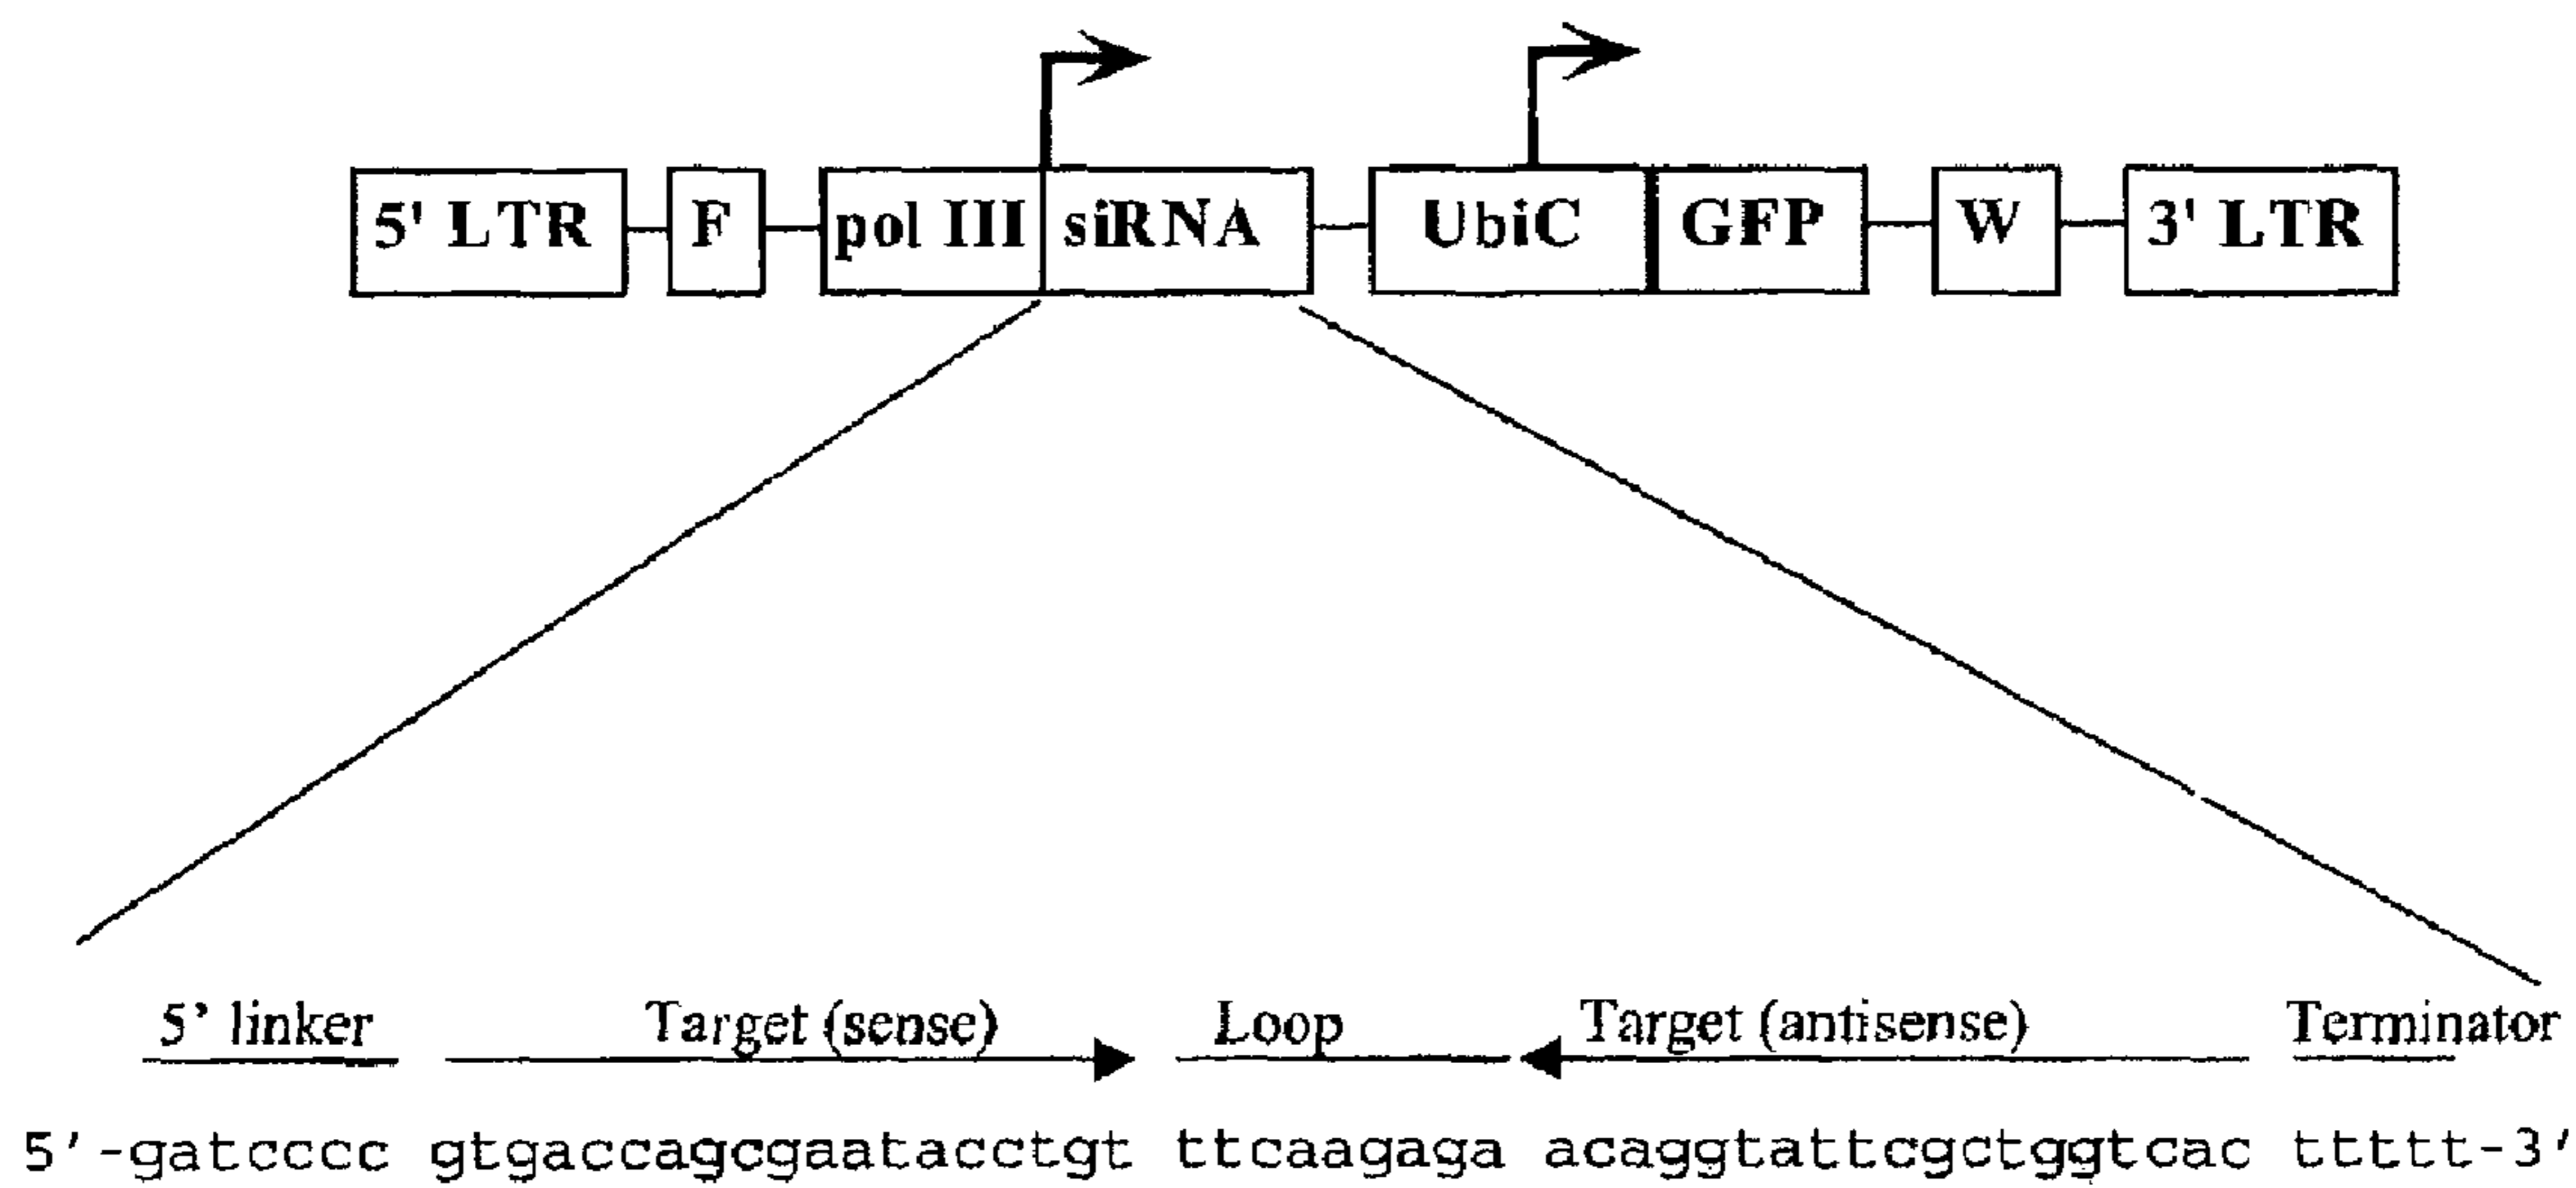 5' LTR F pol III siRNA UbiC GFP W 3' LTR
5’ linker Target (sense) Loop Target (antisense) Terminator
5'-gatcccc gtgaccagcgaatacctgt ttcaagaga acaggtattcgctggtcac ttttt-3'